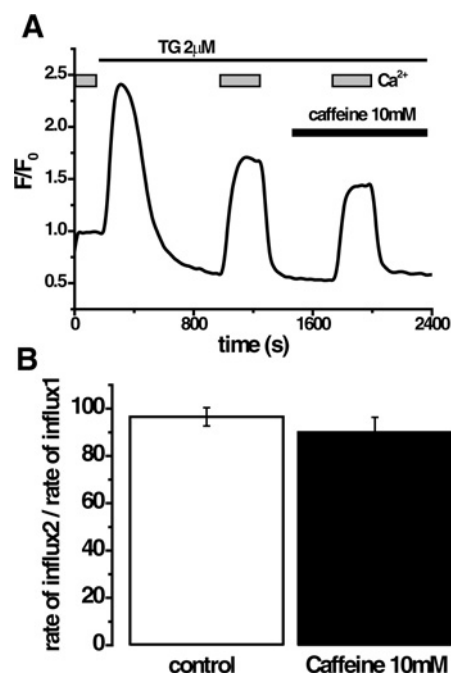 A
TG 2μM
Ca²⁺
caffeine 10mM
F/F₀
2.5
2.0
1.5
1.0
0.5
0
800
1600
2400
time (s)
B
rate of influx2 / rate of influx1
100
80
60
40
20
0
control
Caffeine 10mM